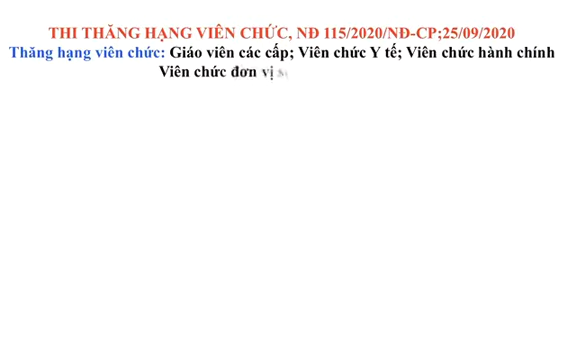 THI THĂNG HẠNG VIÊN CHỨC, NĐ 115/2020/NĐ-CP;25/09/2020
Thăng hạng viên chức: Giáo viên các cấp; Viên chức Y tế; Viên chức hành chính
Viên chức đơn vị